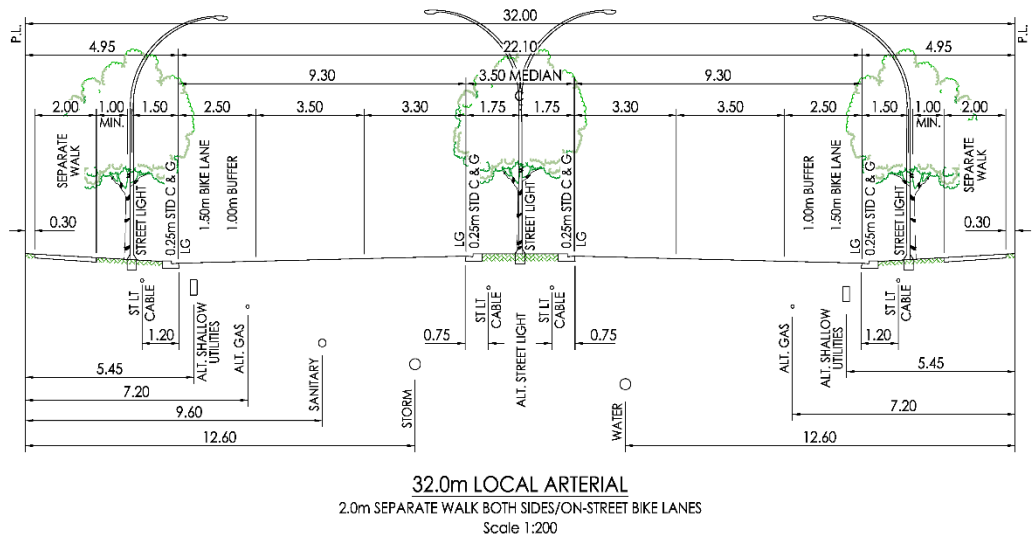 P.L.
32.00
P.L.
4.95
22.10
4.95
9.30
3.50 MEDIAN
9.30
2.00
1.00
MIN.
1.50
2.50
3.50
3.30
1.75
C
1.75
3.30
3.50
2.50
1.50
1.00
MIN.
2.00
SEPARATE
WALK
STREET LIGHT
0.25m STD C & G
LG
1.50m BIKE LANE
1.00m BUFFER
LG
0.25m STD C & G
STREET LIGHT
0.25m STD C & G
LG
1.00m BUFFER
1.50m BIKE LANE
LG
0.25m STD C & G
STREET LIGHT
SEPARATE
WALK
0.30
0.30
ST LT
CABLE
ALT. SHALLOW
UTILITIES
ALT. GAS
SANITARY
STORM
ST LT
CABLE
ALT. STREET LIGHT
ST LT
CABLE
WATER
ALT. GAS
ALT. SHALLOW
UTILITIES
ST LT
CABLE
1.20
0.75
0.75
1.20
5.45
5.45
7.20
7.20
9.60
12.60
12.60
32.0m LOCAL ARTERIAL
2.0m SEPARATE WALK BOTH SIDES/ON-STREET BIKE LANES
Scale 1:200